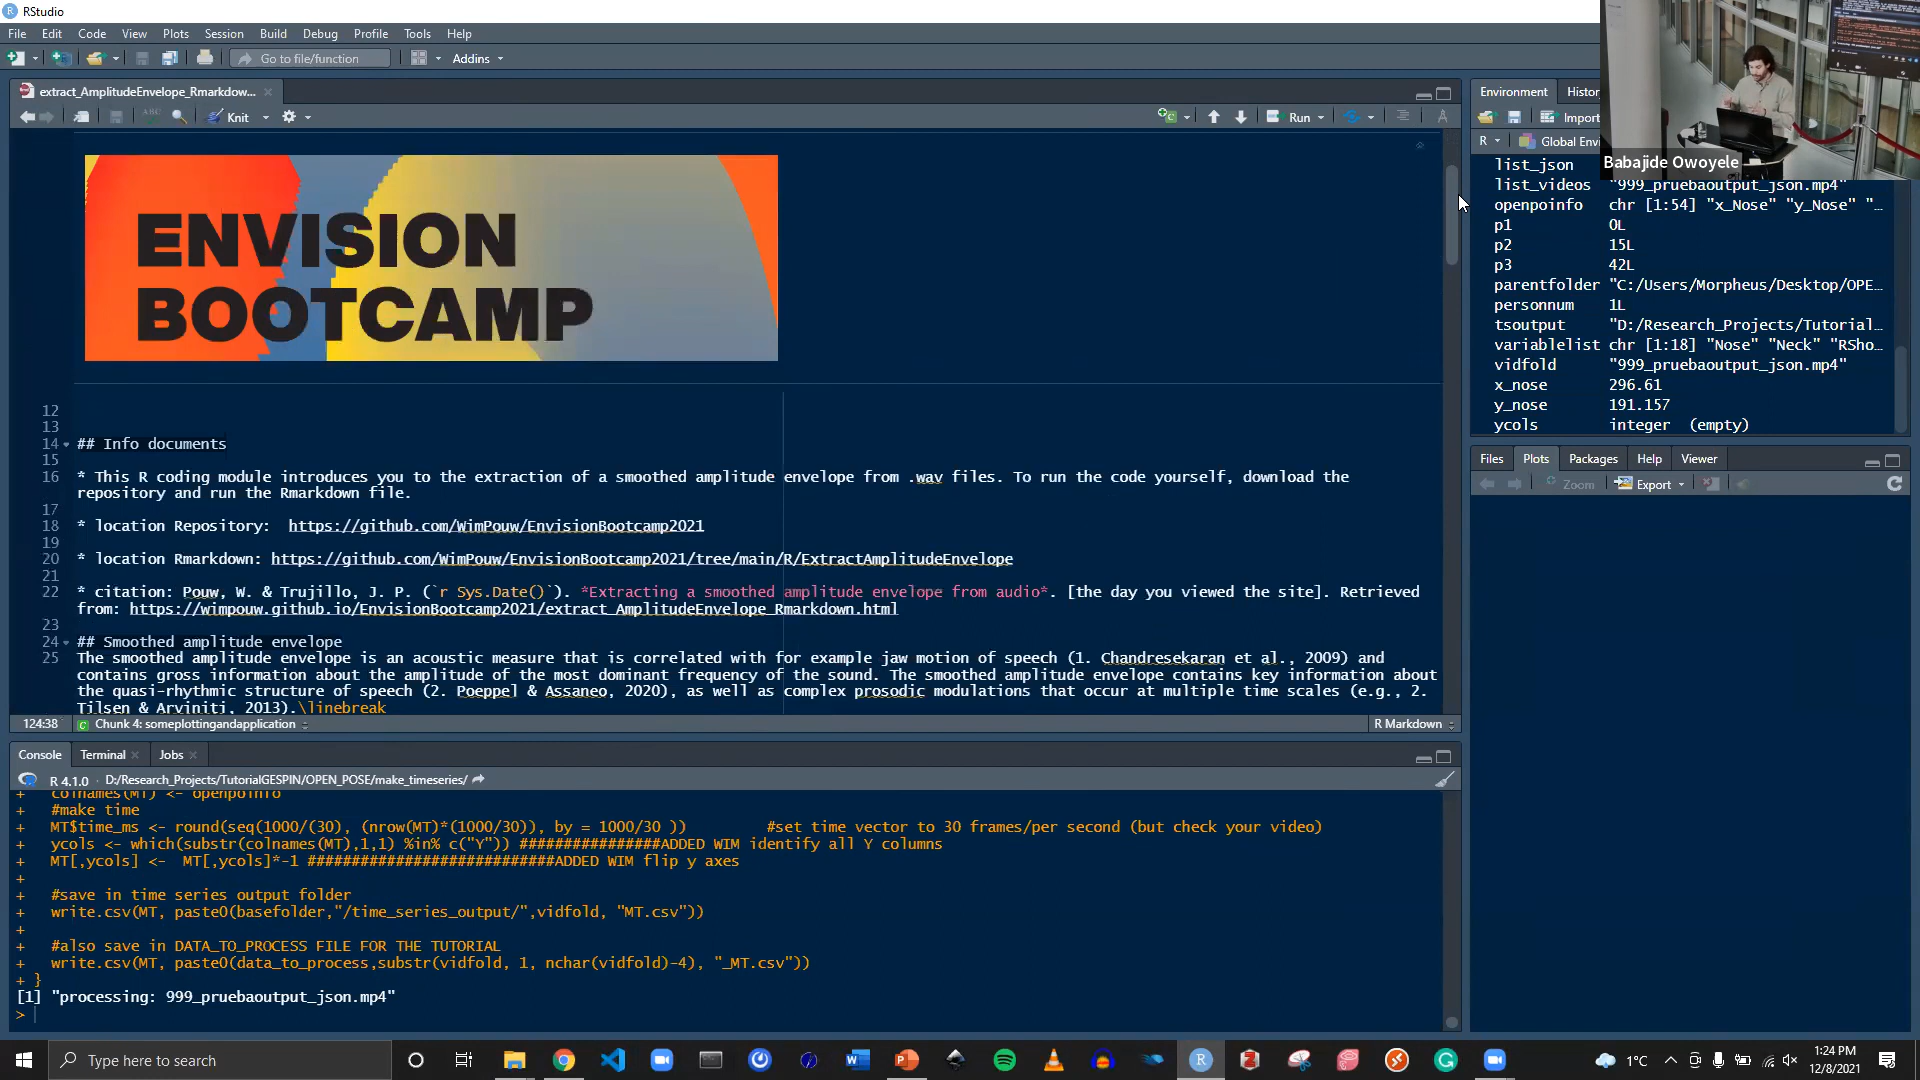 RStudio
File Edit Code View Plots Session Build Debug Profile Tools Help
Go to file/function Addins
extract_AmplitudeEnvelope_Rmarkdow...
Knit Run
ENVISION
BOOTCAMP
12
13
14 ## Info documents
15
16 * This R coding module introduces you to the extraction of a smoothed amplitude envelope from .wav files. To run the code yourself, download the
repository and run the Rmarkdown file.
17
18 * location Repository: https://github.com/WimPouw/EnvisionBootcamp2021
19
20 * location Rmarkdown: https://github.com/WimPouw/EnvisionBootcamp2021/tree/main/R/ExtractAmplitudeEnvelope
21
22 * citation: Pouw, W. & Trujillo, J. P. (`r Sys.Date()`). *Extracting a smoothed amplitude envelope from audio*. [the day you viewed the site]. Retrieved
from: https://wimpouw.github.io/EnvisionBootcamp2021/extract_AmplitudeEnvelope_Rmarkdown.html
23
24 ## Smoothed amplitude envelope
25 The smoothed amplitude envelope is an acoustic measure that is correlated with for example jaw motion of speech (1. Chandresekaran et al., 2009) and
contains gross information about the amplitude of the most dominant frequency of the sound. The smoothed amplitude envelope contains key information about
the quasi-rhythmic structure of speech (2. Poeppel & Assaneo, 2020), as well as complex prosodic modulations that occur at multiple time scales (e.g., 2.
Tilsen & Arviniti, 2013).\linebreak
124:38 Chunk 4: someplottingandapplication R Markdown
Console Terminal Jobs
R 4.1.0 · D:/Research_Projects/TutorialGESPIN/OPEN_POSE/make_timeseries/
+ colnames(MT) <- openpoinfo
+ #make time
+ MT$time_ms <- round(seq(1000/(30), (nrow(MT)*(1000/30)), by = 1000/30 )) #set time vector to 30 frames/per second (but check your video)
+ ycols <- which(substr(colnames(MT),1,1) %in% c("Y")) ################ADDED WIM identify all Y columns
+ MT[,ycols] <- MT[,ycols]*-1 ############################ADDED WIM flip y axes
+
+ #save in time series output folder
+ write.csv(MT, paste0(basefolder,"/time_series_output/",vidfold, "MT.csv"))
+
+ #also save in DATA_TO_PROCESS FILE FOR THE TUTORIAL
+ write.csv(MT, paste0(data_to_process,substr(vidfold, 1, nchar(vidfold)-4), "_MT.csv"))
+ }
[1] "processing: 999_pruebaoutput_json.mp4"
>
Environment Histor
Import
R Global Envi
Babajide Owoyele
list_json
list_videos "999_pruebaoutput_json.mp4"
openpoinfo chr [1:54] "x_Nose" "y_Nose" "...
p1 0L
p2 15L
p3 42L
parentfolder "C:/Users/Morpheus/Desktop/OPE...
personnum 1L
tsoutput "D:/Research_Projects/Tutorial...
variablelist chr [1:18] "Nose" "Neck" "RSho...
vidfold "999_pruebaoutput_json.mp4"
x_nose 296.61
y_nose 191.157
ycols integer (empty)
Files Plots Packages Help Viewer
Zoom Export
Type here to search
1°C
1:24 PM
12/8/2021